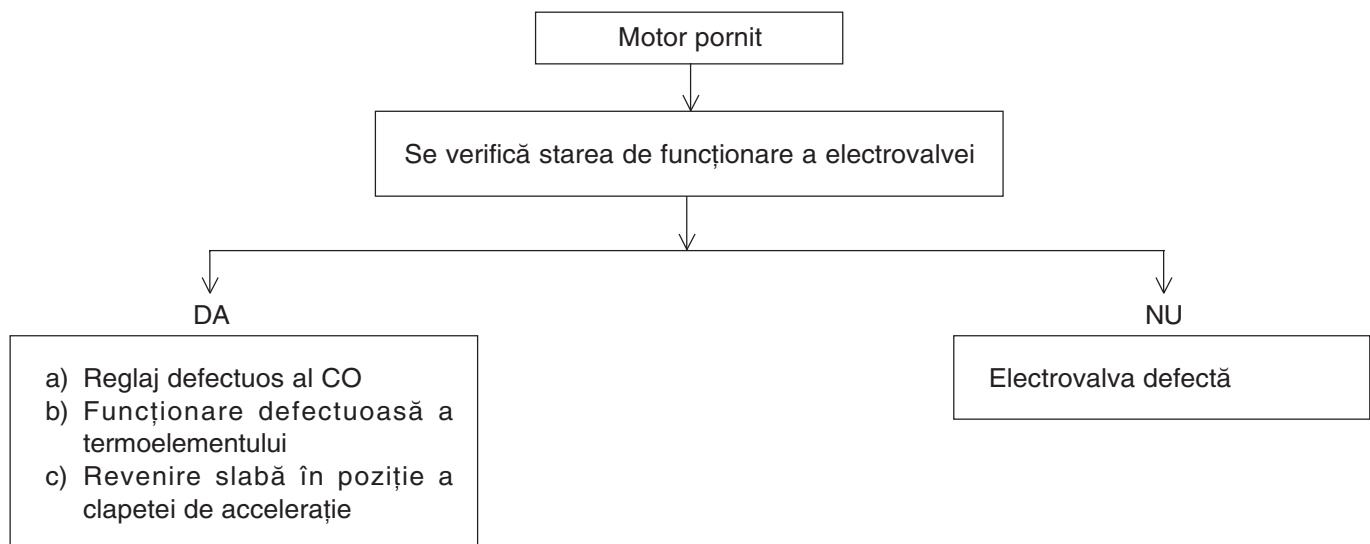 Motor pornit
Se verifică starea de funcționare a electrovalvei
DA
NU
a) Reglaj defectuos al CO
b) Funcționare defectuoasă a
termoelementului
c) Revenire slabă în poziție a
clapetei de accelerație
Electrovalva defectă